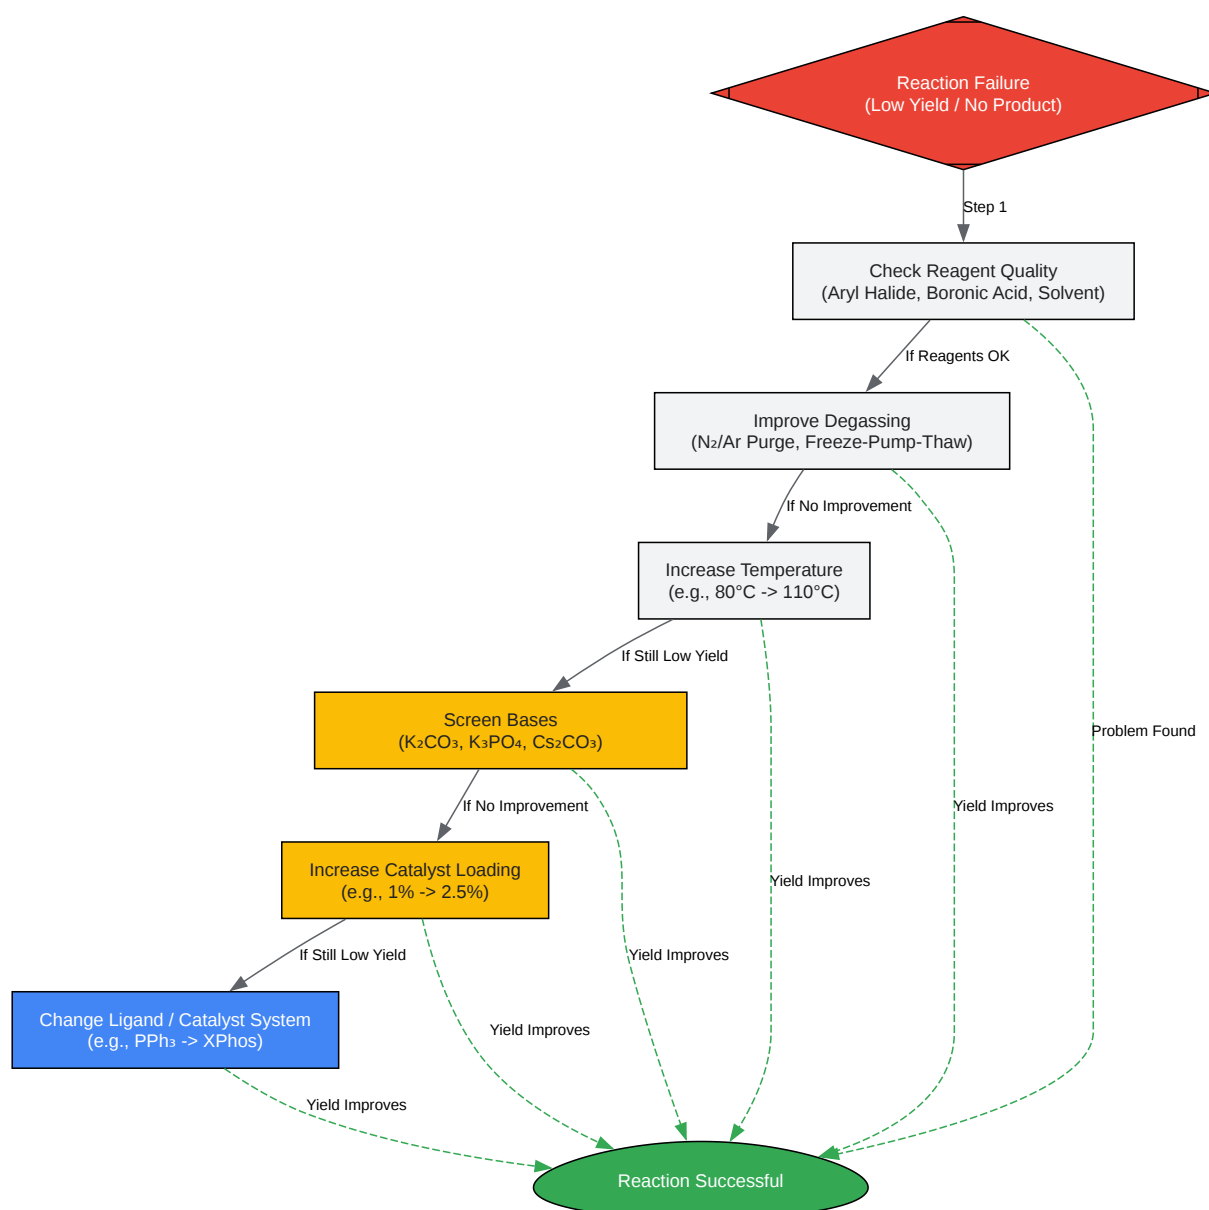 Reaction Failure
(Low Yield / No Product)
Step 1
Check Reagent Quality
(Aryl Halide, Boronic Acid, Solvent)
If Reagents OK
Improve Degassing
(N₂/Ar Purge, Freeze-Pump-Thaw)
If No Improvement
Increase Temperature
(e.g., 80°C -> 110°C)
If Still Low Yield
Screen Bases
(K₂CO₃, K₃PO₄, Cs₂CO₃)
Problem Found
If No Improvement
Yield Improves
Increase Catalyst Loading
(e.g., 1% -> 2.5%)
Yield Improves
If Still Low Yield
Yield Improves
Change Ligand / Catalyst System
(e.g., PPh₃ -> XPhos)
Yield Improves
Yield Improves
Reaction Successful